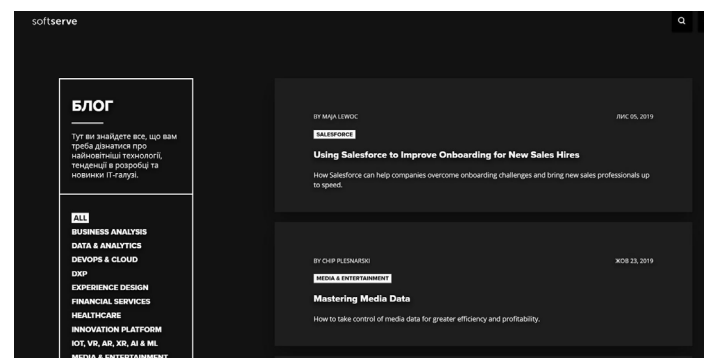 softserve
БЛОГ
Тут ви знайдете все, що вам
треба дізнатися про
найновітніші технології,
тенденції в розробці та
новинки ІТ-галузі.
ALL
BUSINESS ANALYSIS
DATA & ANALYTICS
DEVOPS & CLOUD
DXP
EXPERIENCE DESIGN
FINANCIAL SERVICES
HEALTHCARE
INNOVATION PLATFORM
IOT, VR, AR, XR, AI & ML
MEDIA & ENTERTAINMENT
BY MAJA LEWOC
ЛИС 05, 2019
SALESFORCE
Using Salesforce to Improve Onboarding for New Sales Hires
How Salesforce can help companies overcome onboarding challenges and bring new sales professionals up
to speed.
BY CHIP PLESNARSKI
ЖОВ 23, 2019
MEDIA & ENTERTAINMENT
Mastering Media Data
How to take control of media data for greater efficiency and profitability.